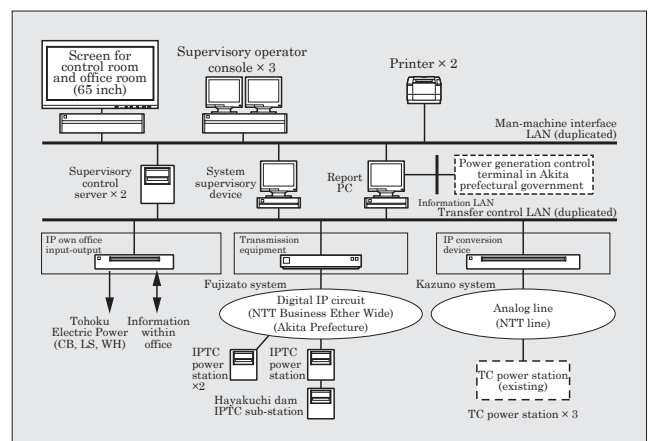 Screen for
control room
and office room
(65 inch)
Supervisory operator
console × 3
Printer × 2
Man-machine interface
LAN (duplicated)
Supervisory
control
server × 2
System
supervisory
device
Report
PC
Power generation control
terminal in Akita
prefectural government
Information LAN
Transfer control LAN (duplicated)
IP own office
input-output
Transmission
equipment
IP conversion
device
Fujizato system
Kazuno system
Digital IP circuit
(NTT Business Ether Wide)
(Akita Prefecture)
Analog line
(NTT line)
Tohoku
Electric Power
(CB, LS, WH)
Information
within
office
IPTC
power
station
×2
IPTC
power
station
Hayakuchi dam
IPTC sub-station
TC power station
(existing)
TC power station × 3